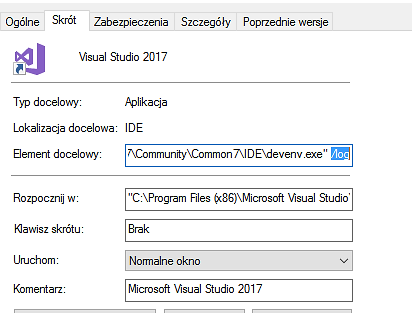 Ogólne Skrót Zabezpieczenia Szczegóły Poprzednie wersje
Visual Studio 2017
Typ docelowy: Aplikacja
Lokalizacja docelowa: IDE
Element docelowy: 7\Community\Common7\IDE\devenv.exe" /log
Rozpocznij w: "C:\Program Files (x86)\Microsoft Visual Studio\
Klawisz skrótu: Brak
Uruchom: Normalne okno
Komentarz: Microsoft Visual Studio 2017